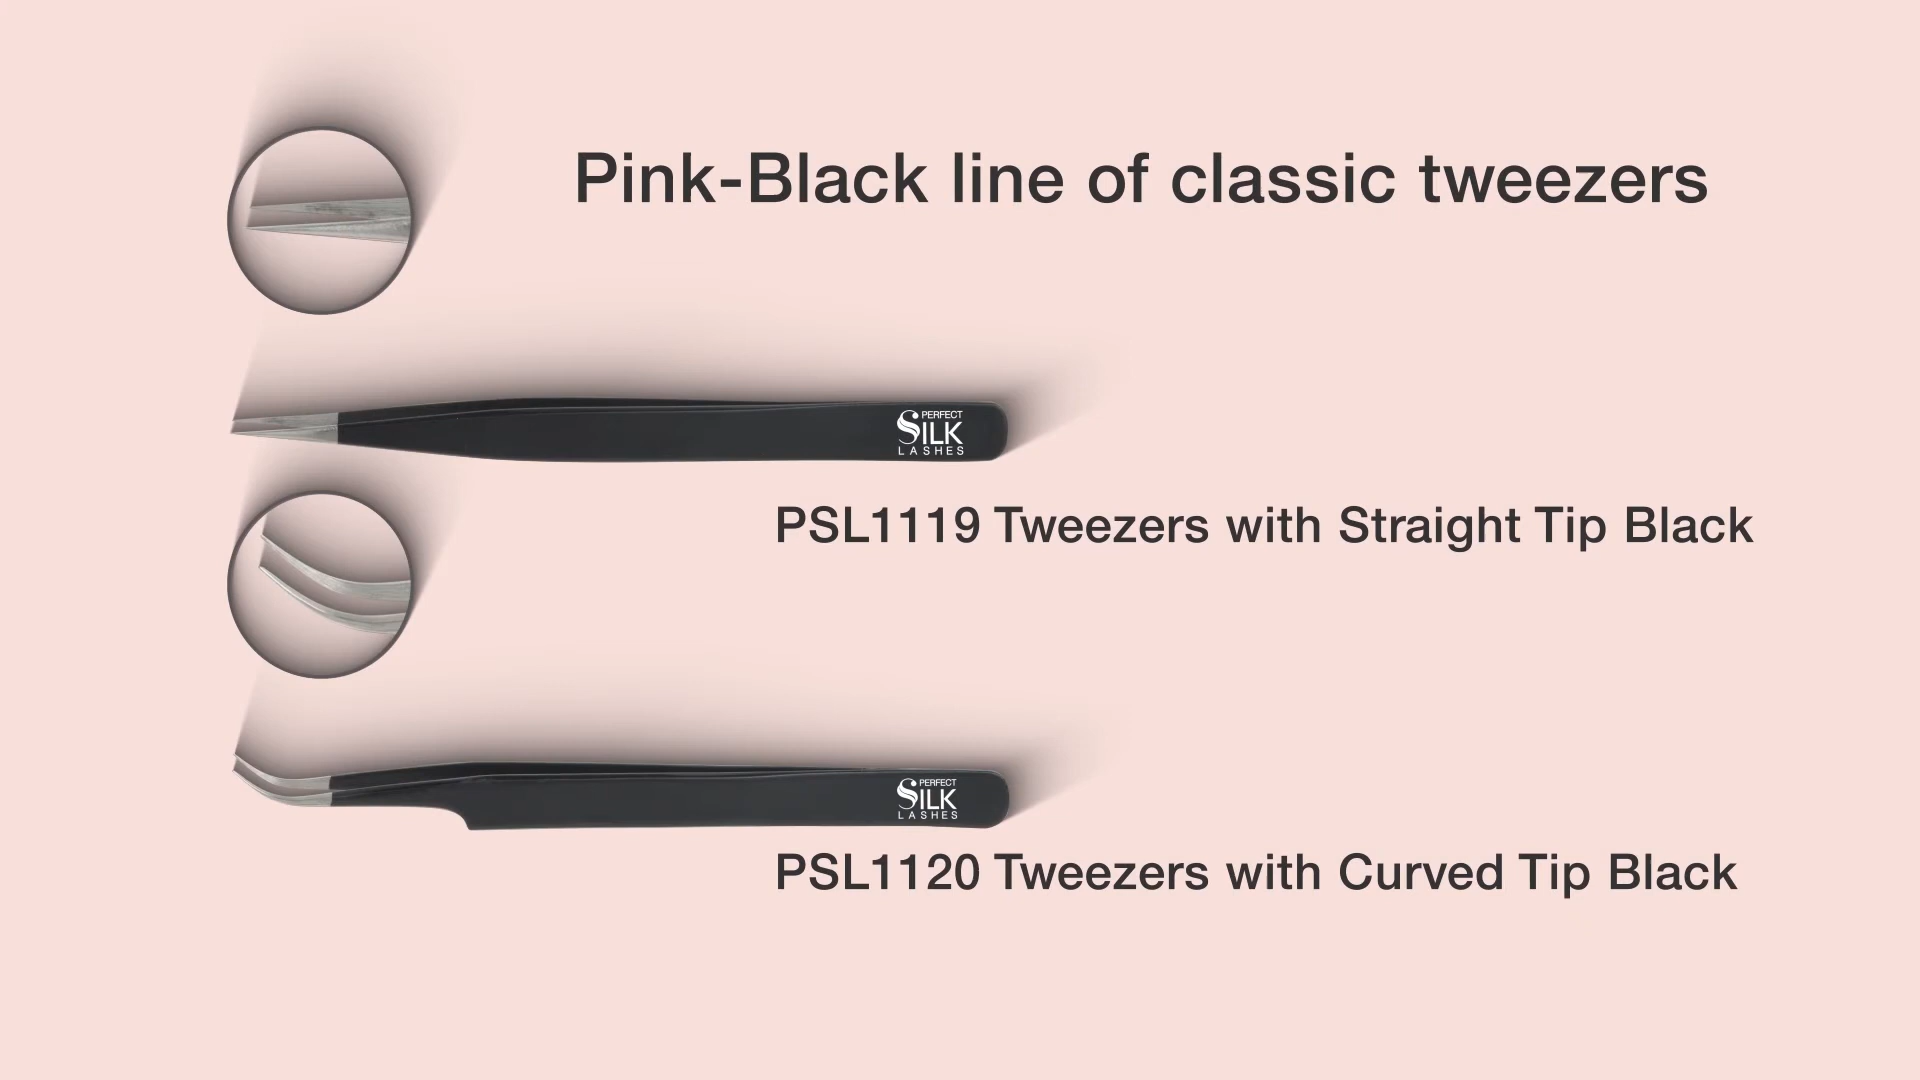 Pink-Black line of classic tweezers
PERFECT
SILK
LASHES
PSL1119 Tweezers with Straight Tip Black
PERFECT
SILK
LASHES
PSL1120 Tweezers with Curved Tip Black